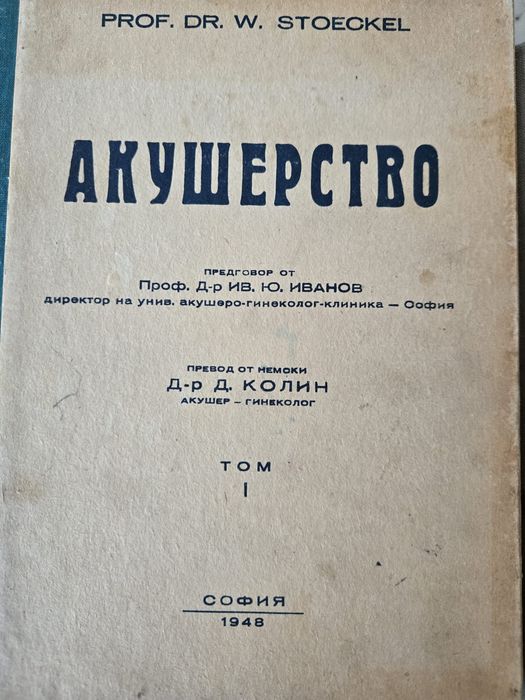 PROF. DR. W. STOECKEL
АКУШЕРСТВО
ПРЕДГОВОР ОТ
Проф. Д-р ИВ. Ю. ИВАНОВ
директор на унив. акушеро-гинеколог-клиника — София
ПРЕВОД ОТ НЕМСКИ
Д-р Д. КОЛИН
АКУШЕР – ГИНЕКОЛОГ
ТОМ
I
СОФИЯ
1948